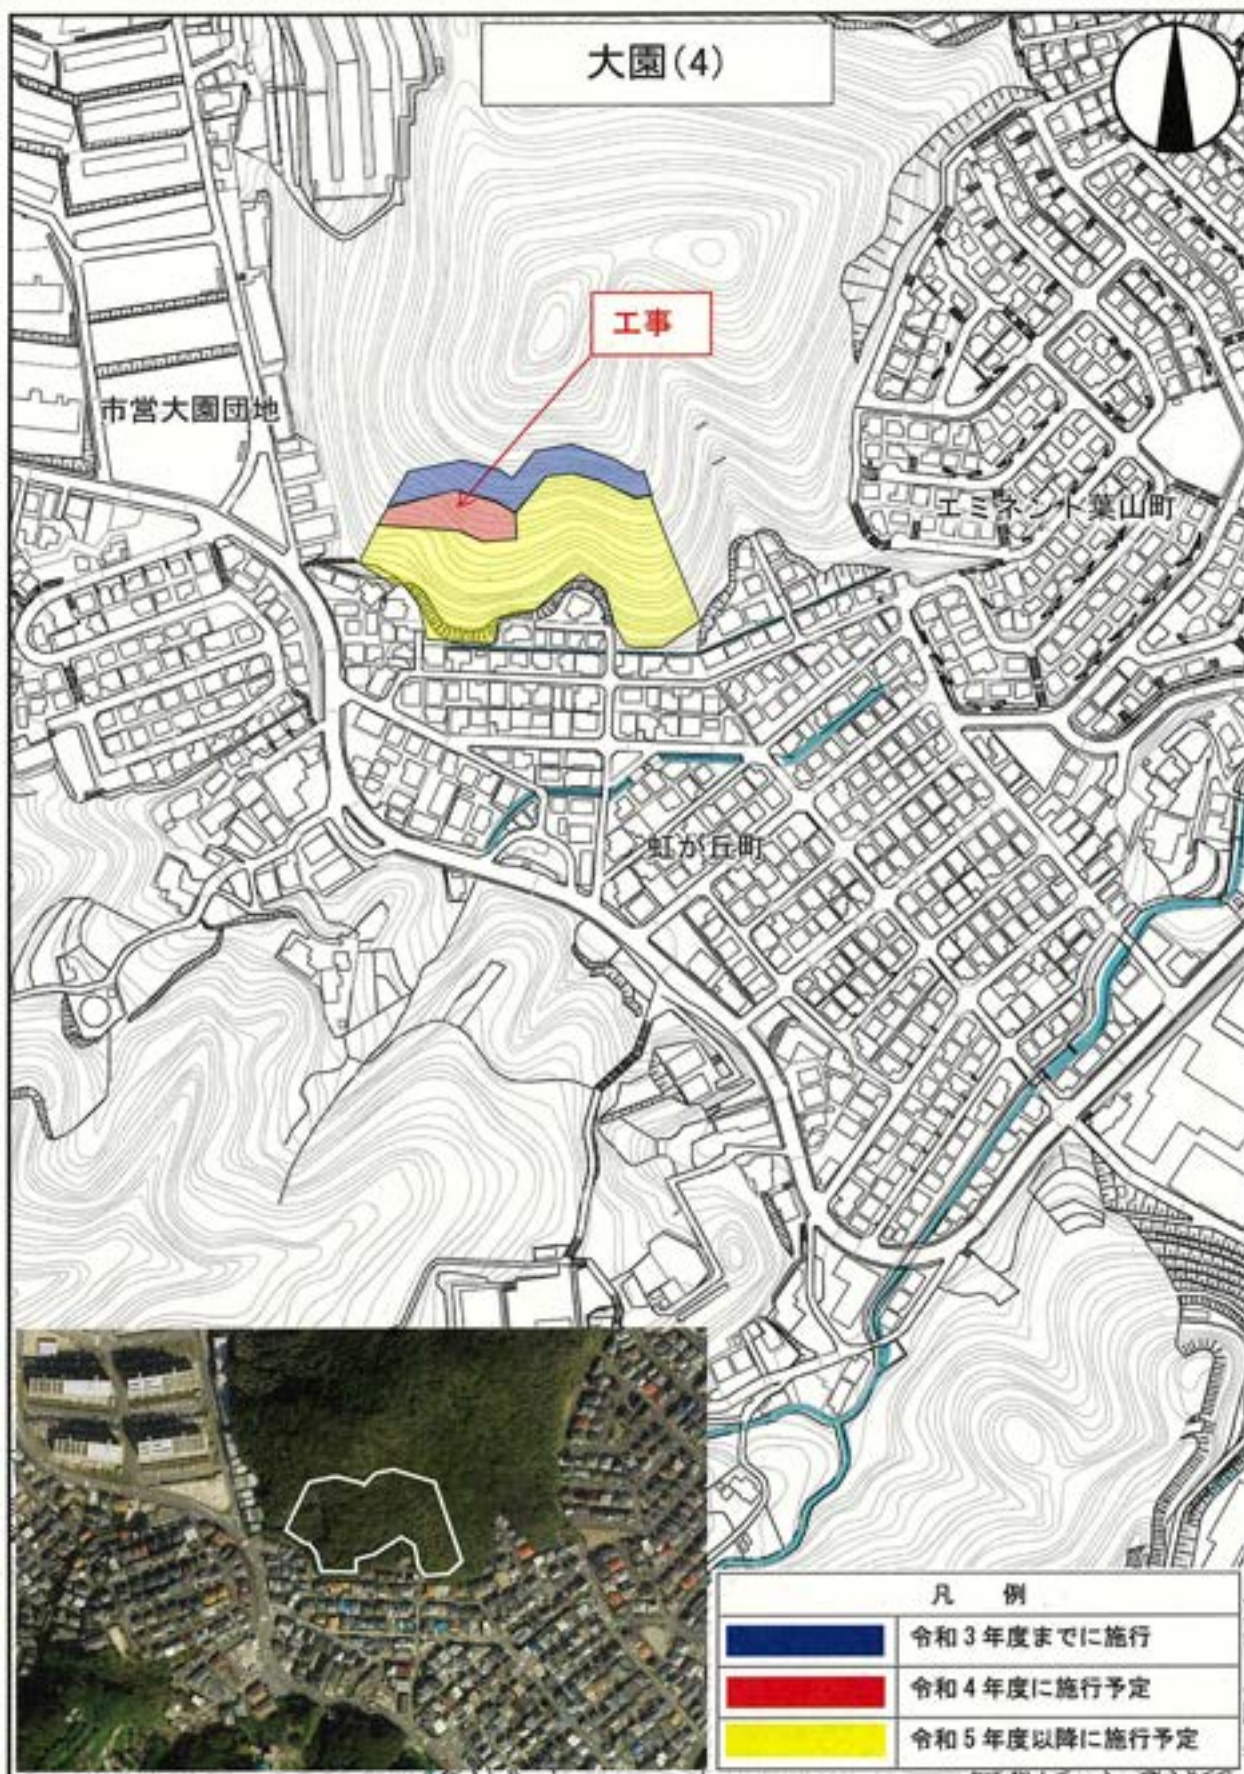 大園(4)
工事
市営大園団地
エミネント葉山町
虹が丘町
凡 例
令和3年度までに施行
令和4年度に施行予定
令和5年度以降に施行予定